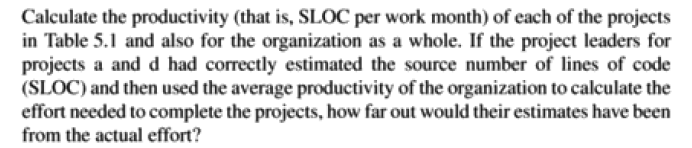 Calculate the productivity (that is, SLOC per work month) of each of the projects
in Table 5.1 and also for the organization as a whole. If the project leaders for
projects a and d had correctly estimated the source number of lines of code
(SLOC) and then used the average productivity of the organization to calculate the
effort needed to complete the projects, how far out would their estimates have been
from the actual effort?